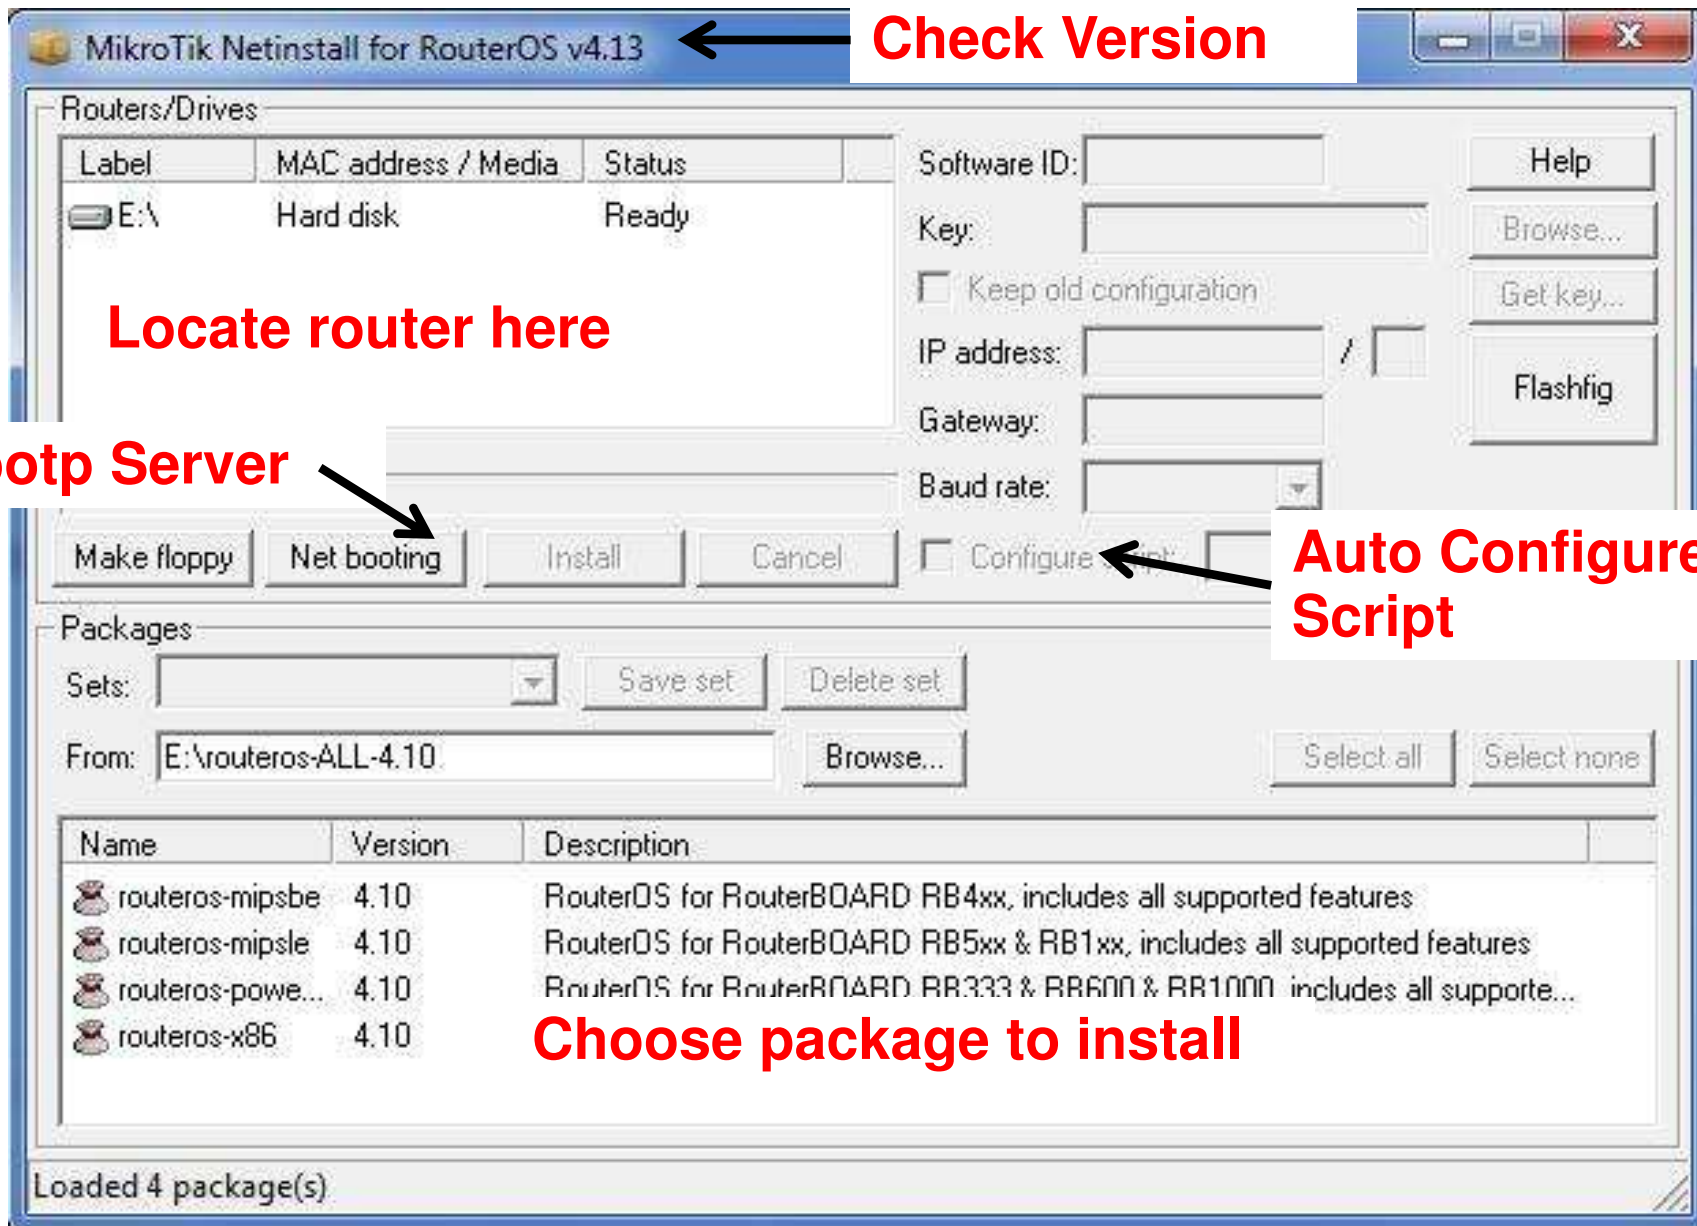 MikroTik Netinstall for RouterOS v4.13
Check Version
Routers/Drives
Label MAC address / Media Status
E:\ Hard disk Ready
Locate router here
Software ID:
Help
Key:
Browse...
Keep old configuration
Get key...
IP address: /
Flashfig
Gateway:
ootp Server
Baud rate:
Make floppy Net booting Install Cancel
Configure script:
Auto Configure
Script
Packages
Sets: Save set Delete set
From: E:\routeros-ALL-4.10 Browse... Select all Select none
Name Version Description
routeros-mipsbe 4.10 RouterOS for RouterBOARD RB4xx, includes all supported features
routeros-mipsle 4.10 RouterOS for RouterBOARD RB5xx & RB1xx, includes all supported features
routeros-powe... 4.10 RouterOS for RouterBOARD RB333 & RB600 & RB1000, includes all supporte...
routeros-x86 4.10
Choose package to install
Loaded 4 package(s)